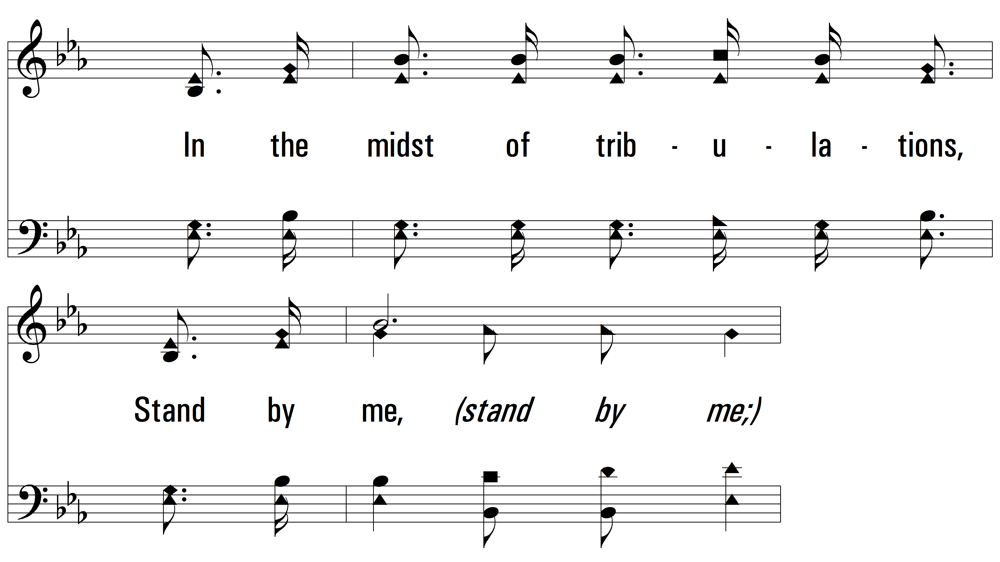 In the midst of trib - u - la - tions,
Stand by me, (stand by me;)